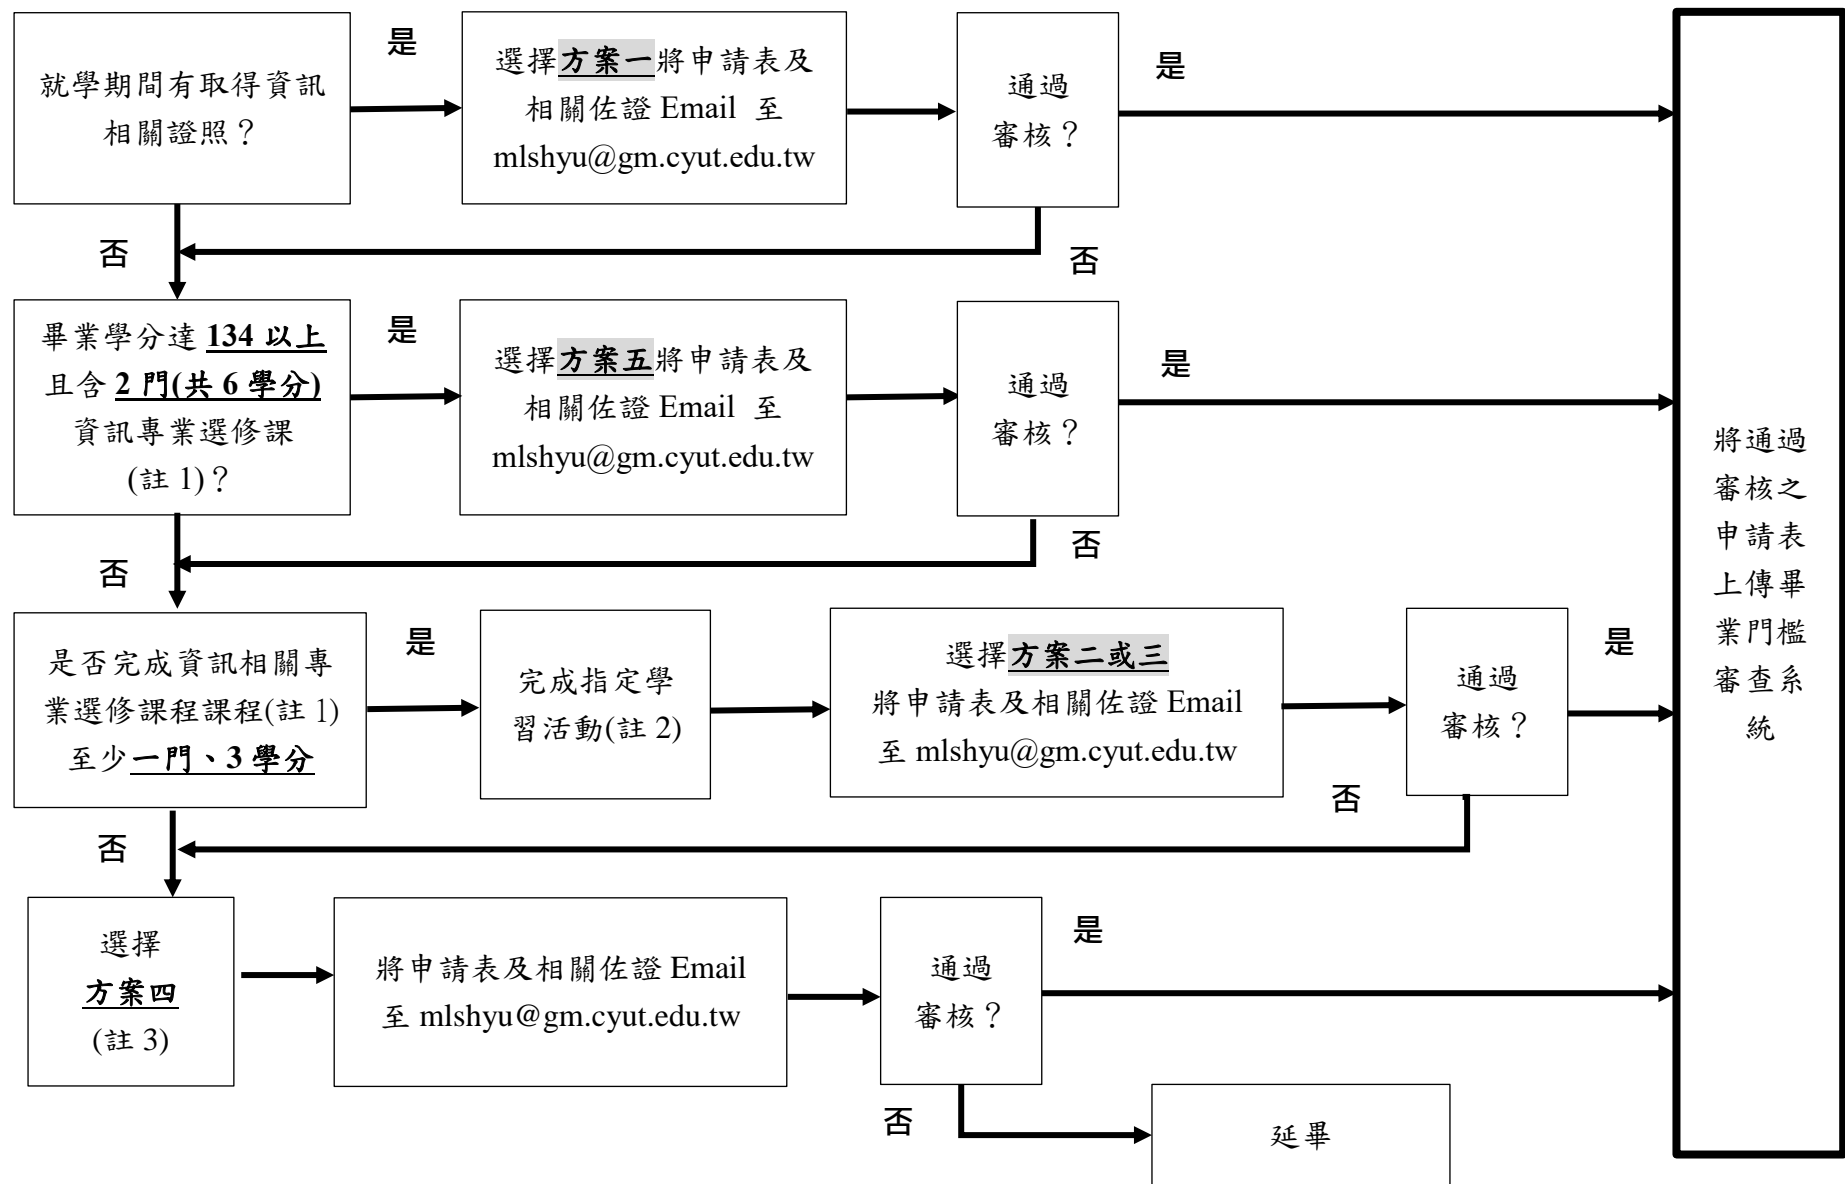 就學期間有取得資訊
相關證照？
是
選擇方案一將申請表及
相關佐證 Email 至
mlshyu@gm.cyut.edu.tw
通過
審核？
是
否
否
畢業學分達 134 以上
且含 2 門(共 6 學分)
資訊專業選修課
(註 1)？
是
選擇方案五將申請表及
相關佐證 Email 至
mlshyu@gm.cyut.edu.tw
通過
審核？
是
否
否
是否完成資訊相關專
業選修課程課程(註 1)
至少一門、3 學分
是
完成指定學
習活動(註 2)
選擇方案二或三
將申請表及相關佐證 Email
至 mlshyu@gm.cyut.edu.tw
通過
審核？
是
否
否
選擇
方案四
(註 3)
將申請表及相關佐證 Email
至 mlshyu@gm.cyut.edu.tw
通過
審核？
是
否
延畢
將通過
審核之
申請表
上傳畢
業門檻
審查系
統